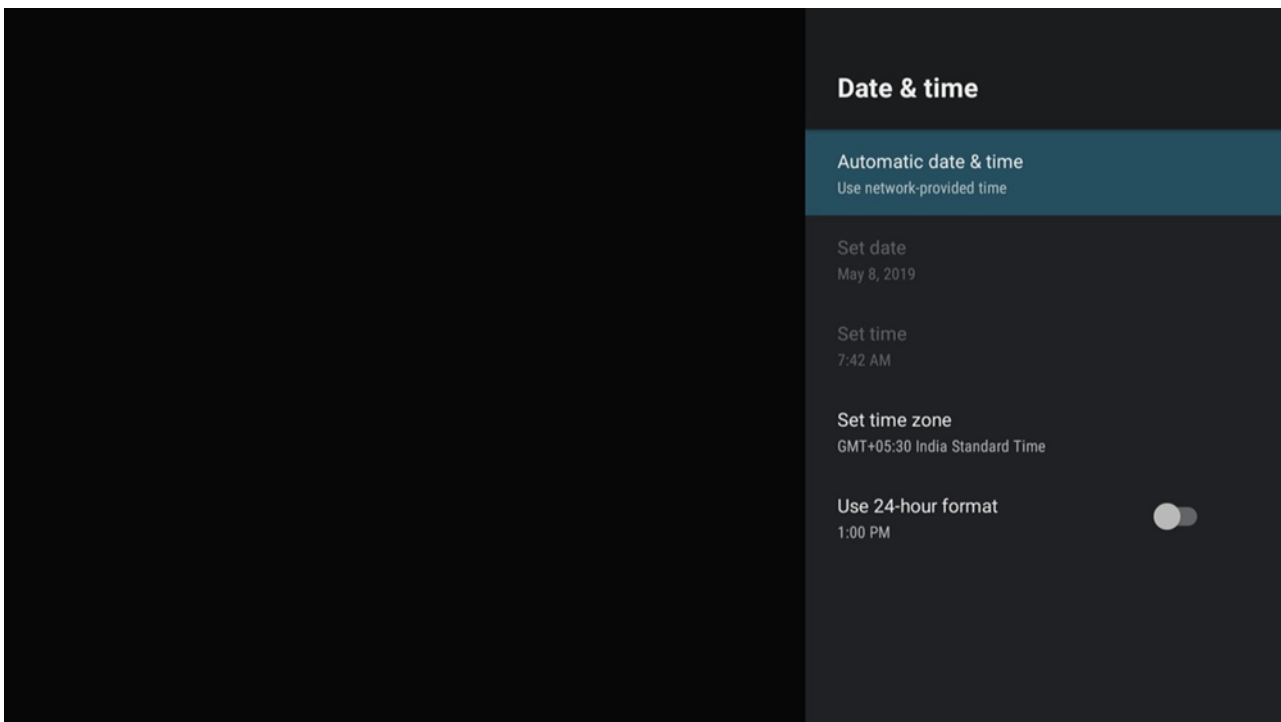 Date & time
Automatic date & time
Use network-provided time
Set date
May 8, 2019
Set time
7:42 AM
Set time zone
GMT+05:30 India Standard Time
Use 24-hour format
1:00 PM